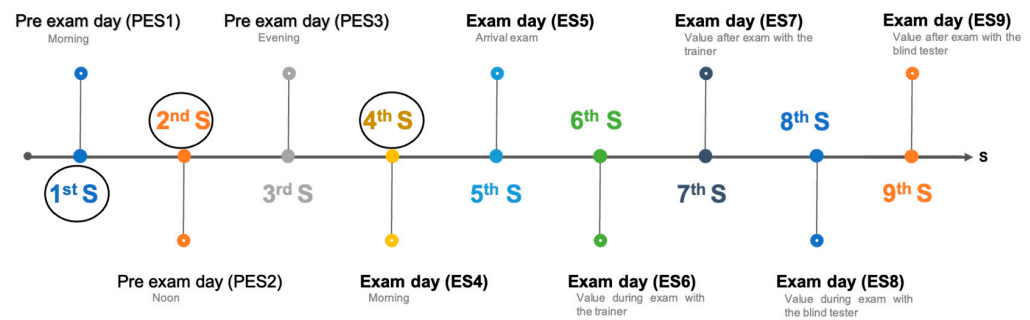 Pre exam day (PES1)
Morning
Pre exam day (PES3)
Evening
Exam day (ES5)
Arrival exam
Exam day (ES7)
Value after exam with the
trainer
Exam day (ES9)
Value after exam with the
blind tester
2nd S
4th S
6th S
8th S
S
1st S
3rd S
5th S
7th S
9th S
Pre exam day (PES2)
Noon
Exam day (ES4)
Morning
Exam day (ES6)
Value during exam with
the trainer
Exam day (ES8)
Value during exam with
the blind tester